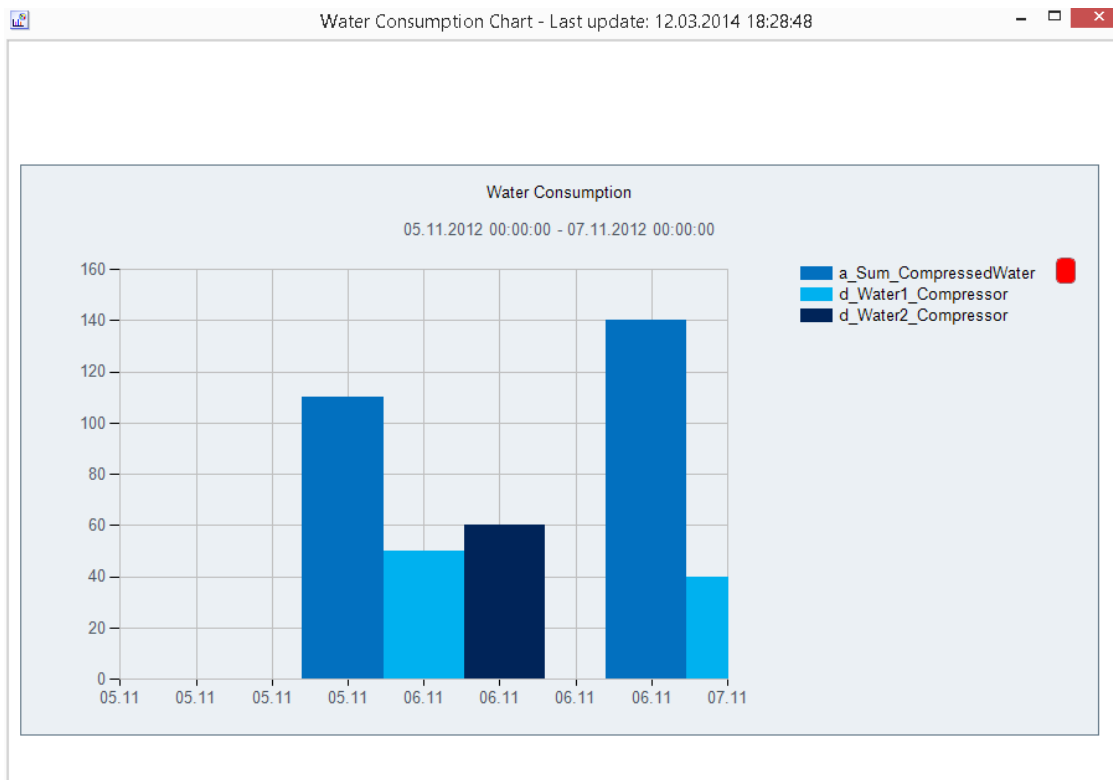 Water Consumption Chart - Last update: 12.03.2014 18:28:48
Water Consumption
05.11.2012 00:00:00 - 07.11.2012 00:00:00
160
140
120
100
80
60
40
20
0
05.11 05.11 05.11 05.11 06.11 06.11 06.11 06.11 07.11
a_Sum_CompressedWater
d_Water1_Compressor
d_Water2_Compressor